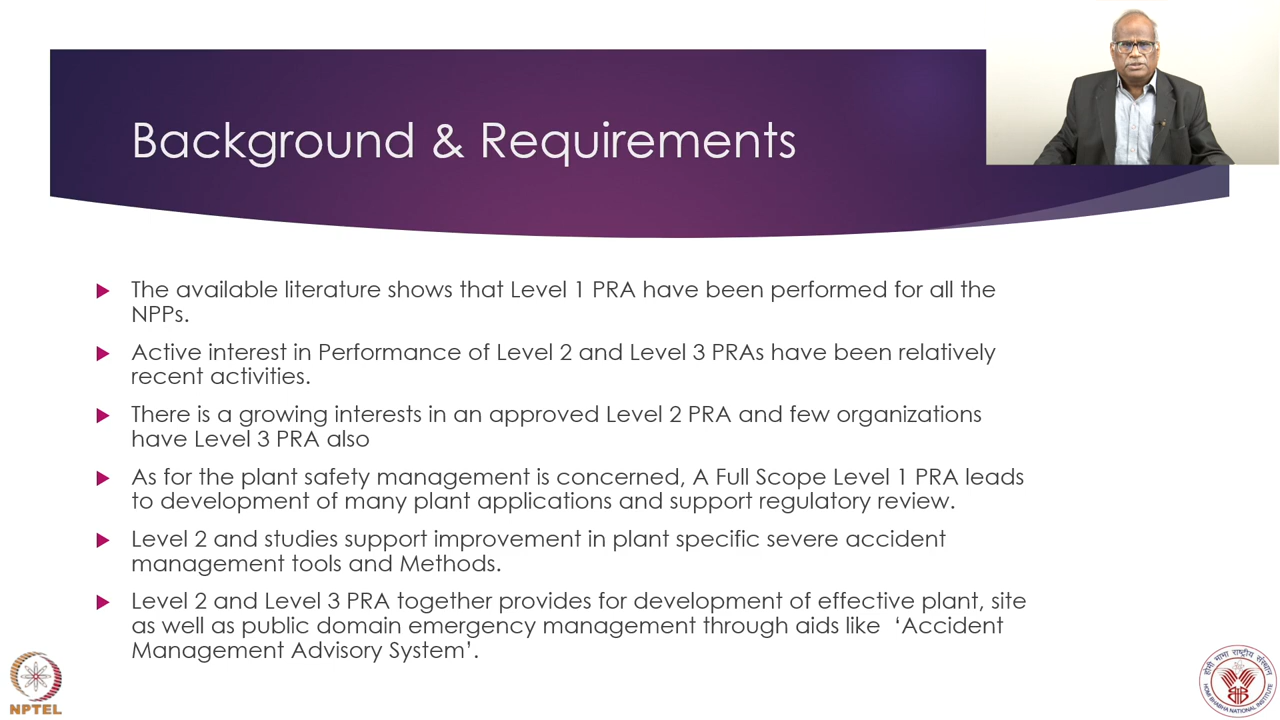 Background & Requirements
The available literature shows that Level 1 PRA have been performed for all the
NPPs.
Active interest in Performance of Level 2 and Level 3 PRAs have been relatively
recent activities.
There is a growing interests in an approved Level 2 PRA and few organizations
have Level 3 PRA also
As for the plant safety management is concerned, A Full Scope Level 1 PRA leads
to development of many plant applications and support regulatory review.
Level 2 and studies support improvement in plant specific severe accident
management tools and Methods.
Level 2 and Level 3 PRA together provides for development of effective plant, site
as well as public domain emergency management through aids like ‘Accident
Management Advisory System’.
NPTEL
होमी भाभा राष्ट्रीय संस्थान
HOMI BHABHA NATIONAL INSTITUTE